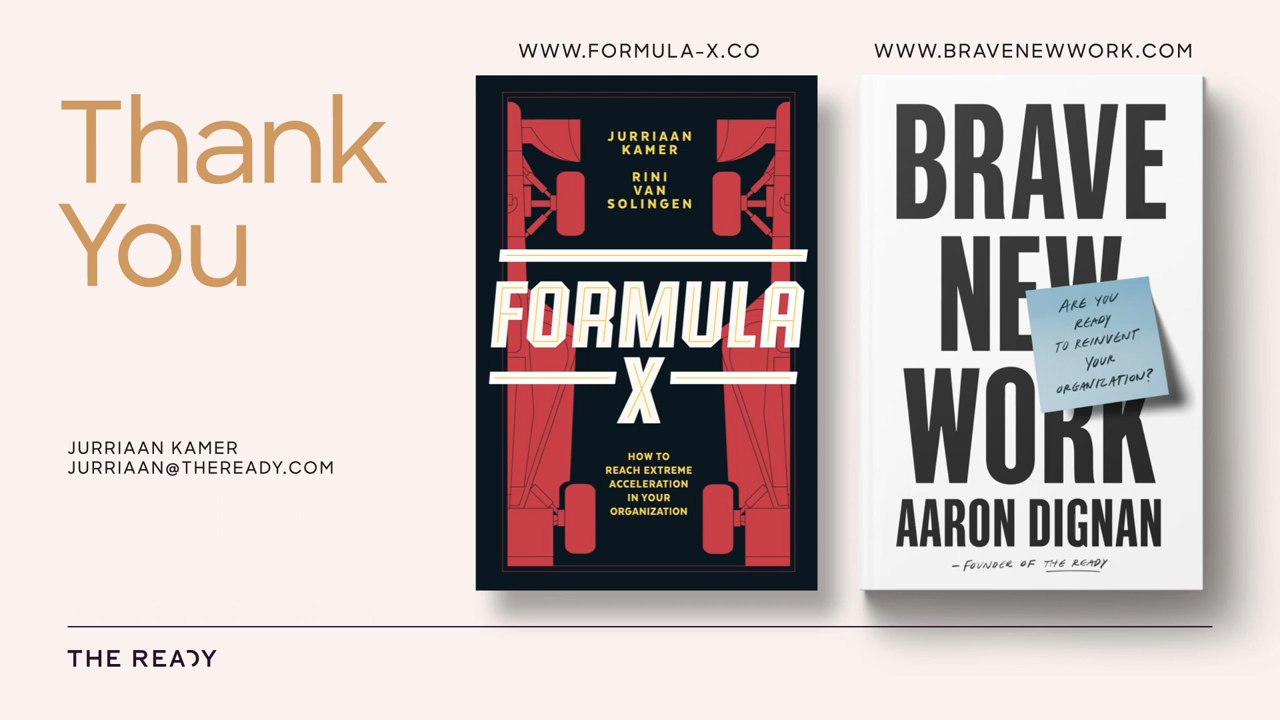 Thank
You
JURRIAAN KAMER
JURRIAAN@THEREADY.COM
WWW.FORMULA-X.CO
JURRIAAN
KAMER
RINI
VAN
SOLINGEN
FORMULA
X
HOW TO
REACH EXTREME
ACCELERATION
IN YOUR
ORGANIZATION
WWW.BRAVENEWWORK.COM
BRAVE
NEW
WORK
ARE YOU
READY
TO REINVENT
YOUR
ORGANIZATION?
AARON DIGNAN
– FOUNDER OF THE READY
THE READY